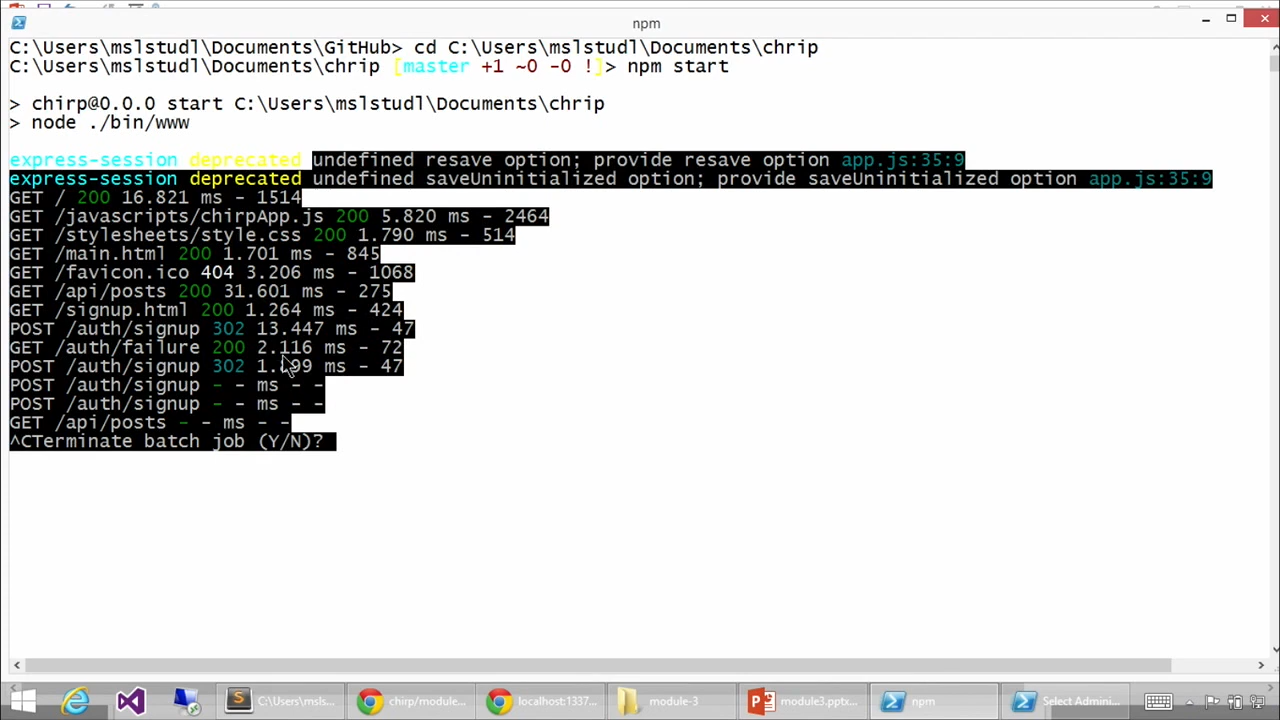 npm
C:\Users\mslstudl\Documents\GitHub> cd C:\Users\mslstudl\Documents\chrip
C:\Users\mslstudl\Documents\chrip [master +1 ~0 -0 !]> npm start
> chirp@0.0.0 start C:\Users\mslstudl\Documents\chrip
> node ./bin/www
express-session deprecated undefined resave option; provide resave option app.js:35:9
express-session deprecated undefined saveUninitialized option; provide saveUninitialized option app.js:35:9
GET / 200 16.821 ms - 1514
GET /javascripts/chirpApp.js 200 5.820 ms - 2464
GET /stylesheets/style.css 200 1.790 ms - 514
GET /main.html 200 1.701 ms - 845
GET /favicon.ico 404 3.206 ms - 1068
GET /api/posts 200 31.601 ms - 275
GET /signup.html 200 1.264 ms - 424
POST /auth/signup 302 13.447 ms - 47
GET /auth/failure 200 2.116 ms - 72
POST /auth/signup 302 ms - 47
POST /auth/signup - - ms - -
POST /auth/signup - - ms - -
GET /api/posts - - ms - -
^CTerminate batch job (Y/N)?
C:\Users\msls... chirp/module... localhost:1337... module-3 module3.pptx... npm Select Admini...